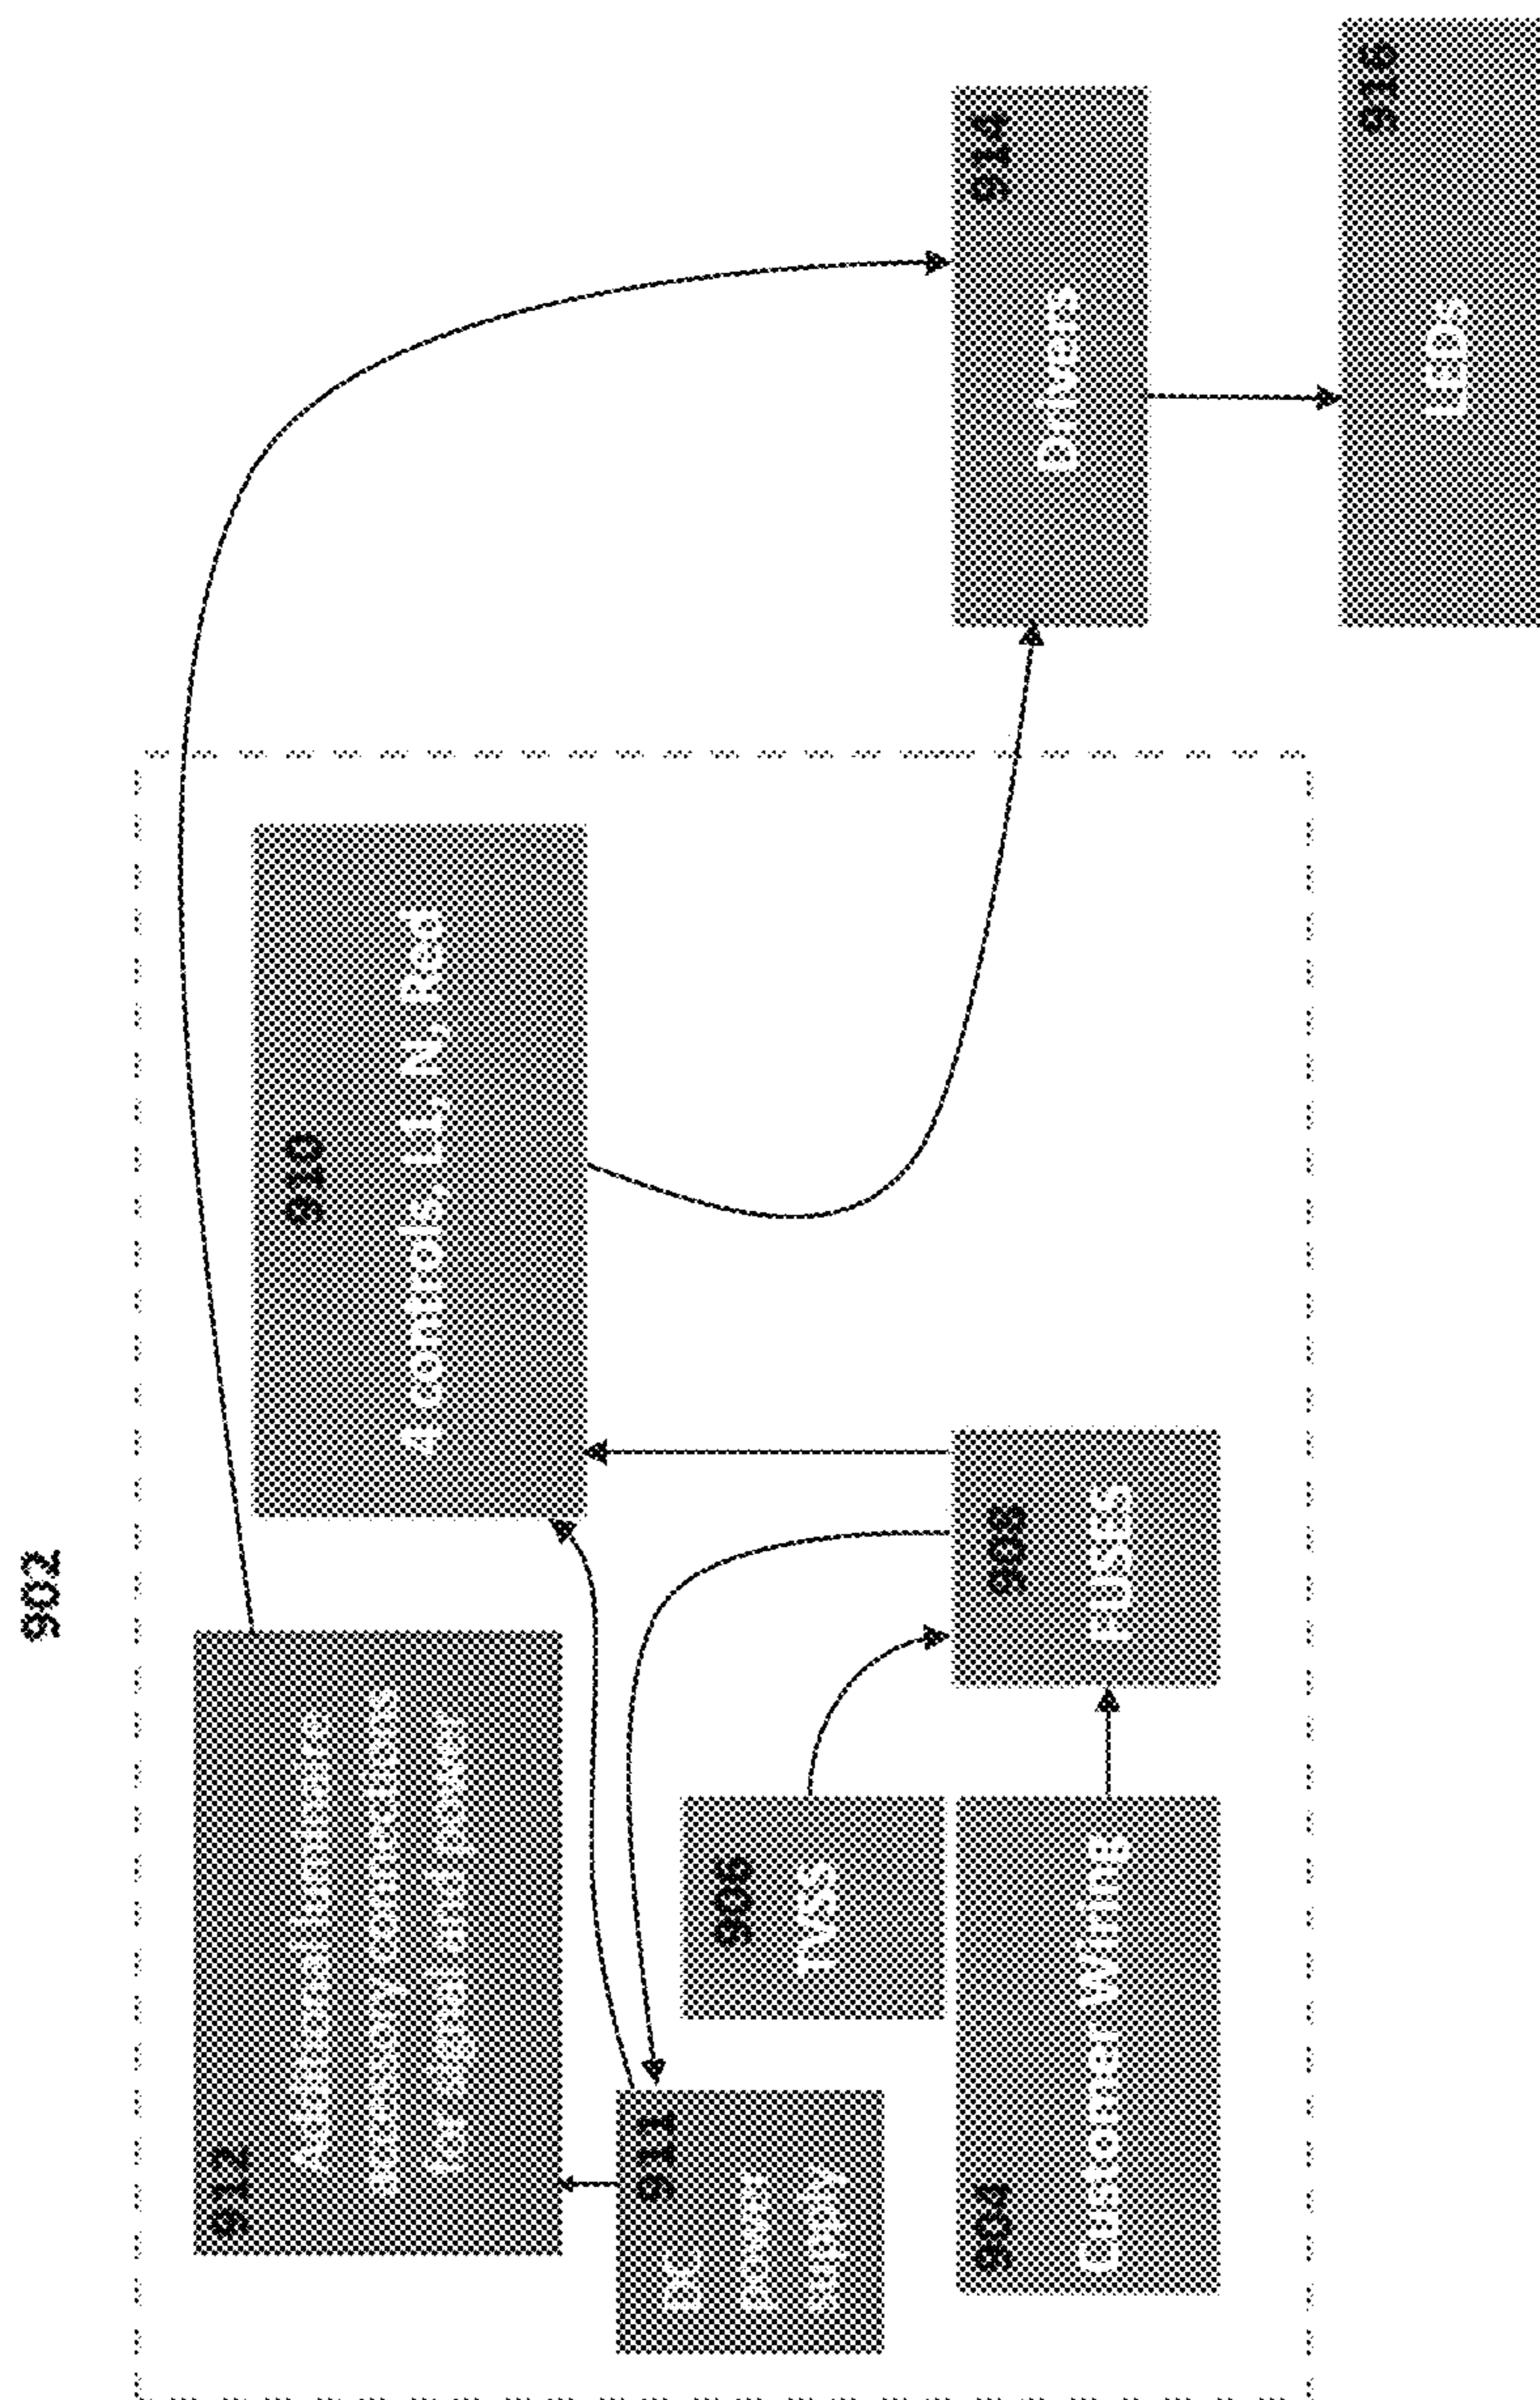 902
912
Additional luminaire
accessory connections
for signal and power
910
A controls, L1, N, Red
911
DC
power
supply
906
TVSS
908
FUSES
904
Customer Wiring
914
Drivers
916
LEDs